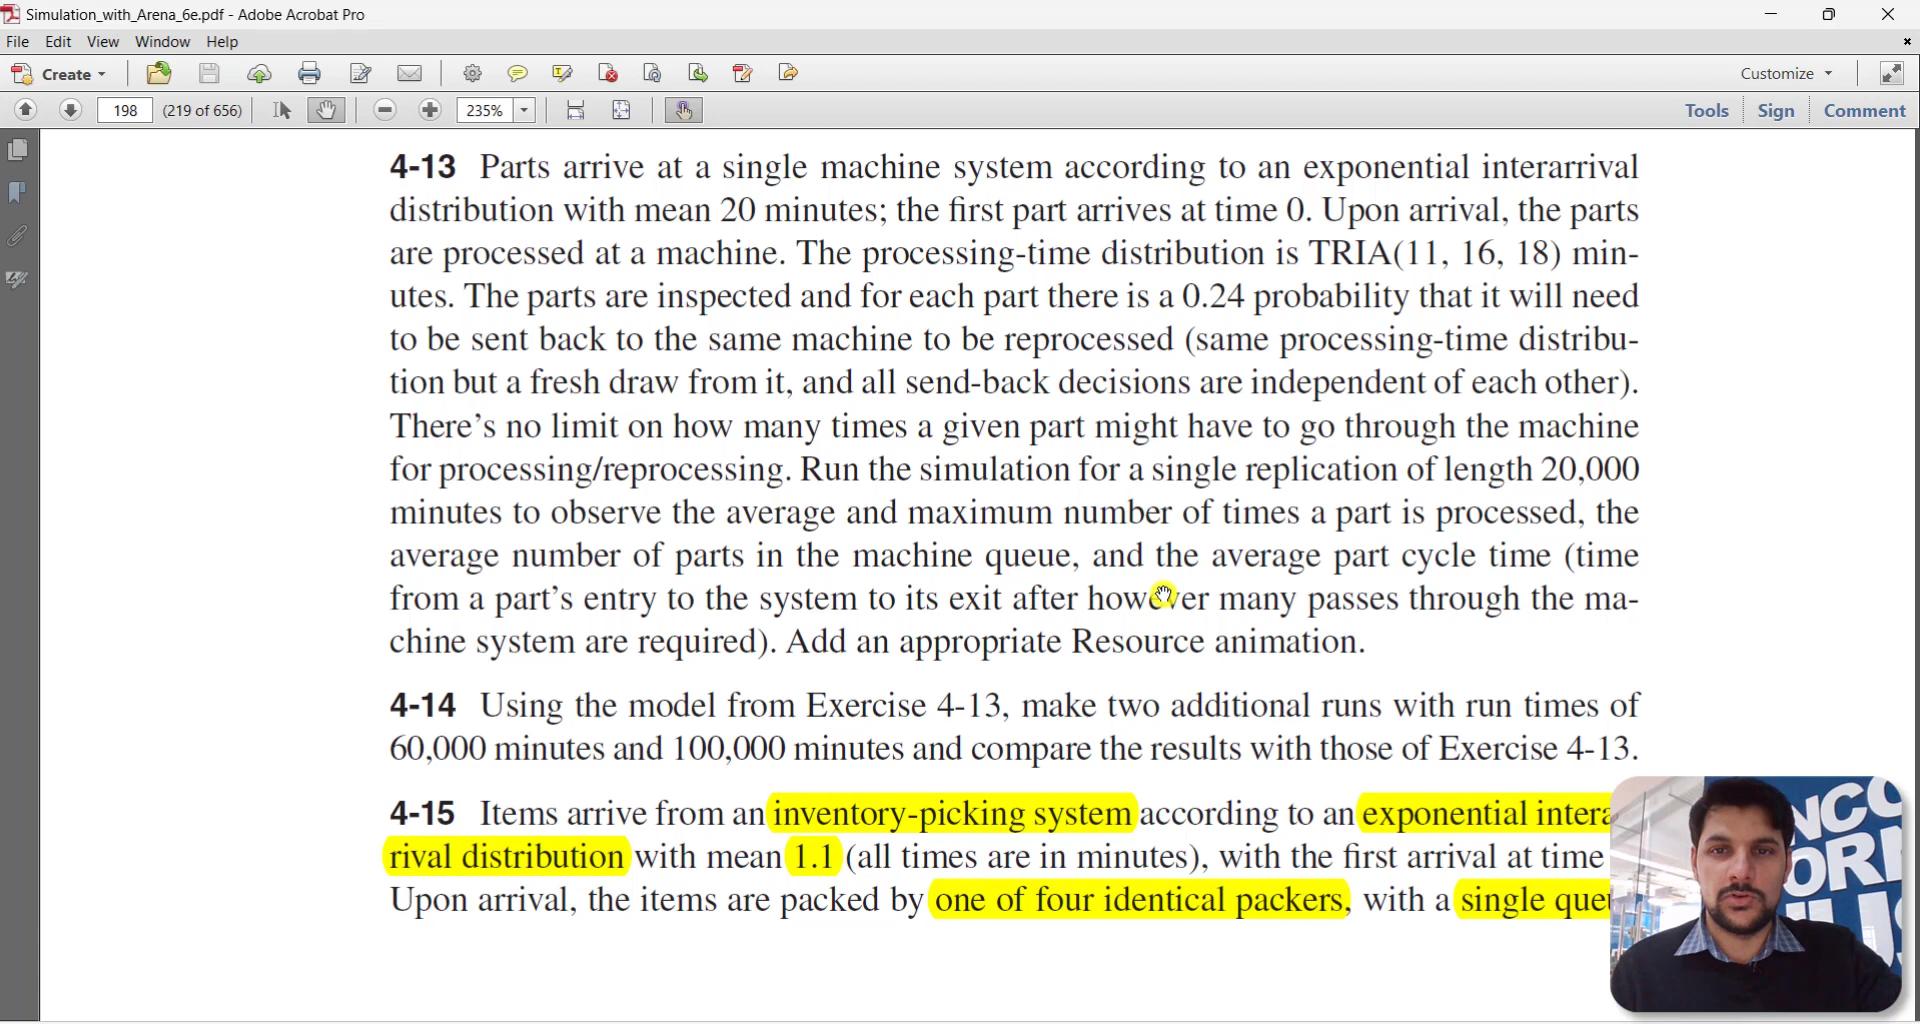 Simulation_with_Arena_6e.pdf - Adobe Acrobat Pro
File Edit View Window Help
Create
Customize
198 (219 of 656) 235% Tools Sign Comment
4-13 Parts arrive at a single machine system according to an exponential interarrival
distribution with mean 20 minutes; the first part arrives at time 0. Upon arrival, the parts
are processed at a machine. The processing-time distribution is TRIA(11, 16, 18) min-
utes. The parts are inspected and for each part there is a 0.24 probability that it will need
to be sent back to the same machine to be reprocessed (same processing-time distribu-
tion but a fresh draw from it, and all send-back decisions are independent of each other).
There's no limit on how many times a given part might have to go through the machine
for processing/reprocessing. Run the simulation for a single replication of length 20,000
minutes to observe the average and maximum number of times a part is processed, the
average number of parts in the machine queue, and the average part cycle time (time
from a part's entry to the system to its exit after however many passes through the ma-
chine system are required). Add an appropriate Resource animation.
4-14 Using the model from Exercise 4-13, make two additional runs with run times of
60,000 minutes and 100,000 minutes and compare the results with those of Exercise 4-13.
4-15 Items arrive from an inventory-picking system according to an exponential intera
rival distribution with mean 1.1 (all times are in minutes), with the first arrival at time
Upon arrival, the items are packed by one of four identical packers, with a single que